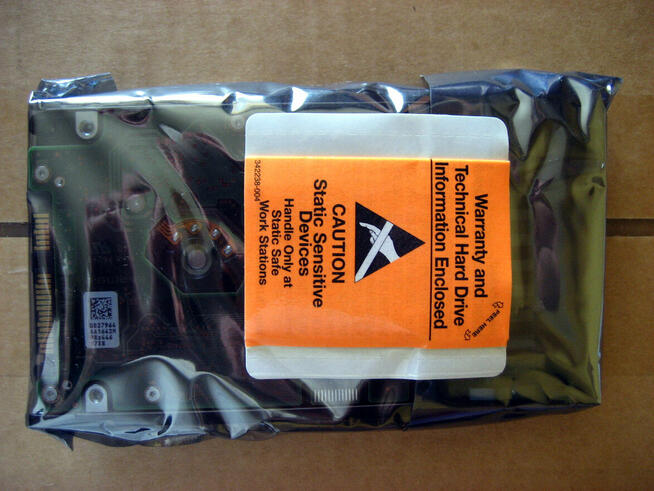 Warranty and
Technical Hard Drive
Information Enclosed
PEEL HERE
CAUTION
Static Sensitive
Devices
Handle Only at
Static Safe
Work Stations
342238-004